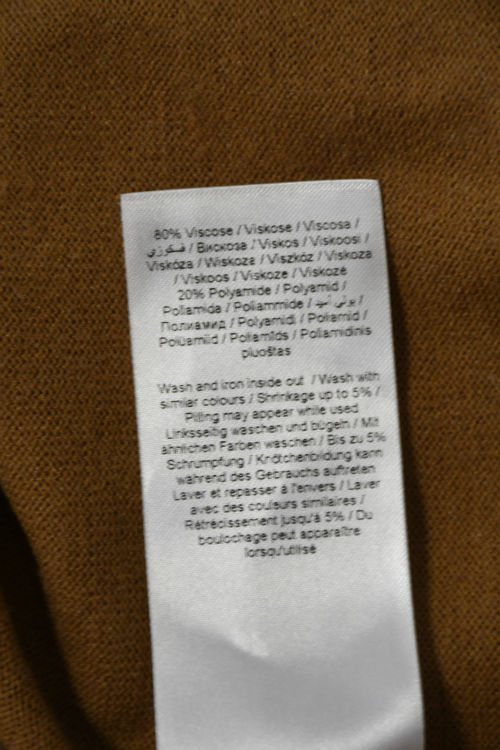 80% Viscose / Viskose / Viscosa /
فسكوزي / Вискоза / Viskos / Viskoosi /
Viskóza / Wiskoza / Viszkóz / Viskoza
/ Viskoos / Viskoze / Viskozė
20% Polyamide / Polyamid /
Poliamida / Poliammide / بولي أميد /
Полиамид / Polyamidi / Poliamid /
Polüamiid / Poliamīds / Poliamidinis
pluoštas
Wash and iron inside out / Wash with
similar colours / Shrinkage up to 5% /
Pilling may appear while used
Linksseitig waschen und bügeln / Mit
ähnlichen Farben waschen / Bis zu 5%
Schrumpfung / Knötchenbildung kann
während des Gebrauchs auftreten
Laver et repasser à l'envers / Laver
avec des couleurs similaires /
Rétrécissement jusqu'à 5% / Du
boulochage peut apparaître
lorsqu'utilisé